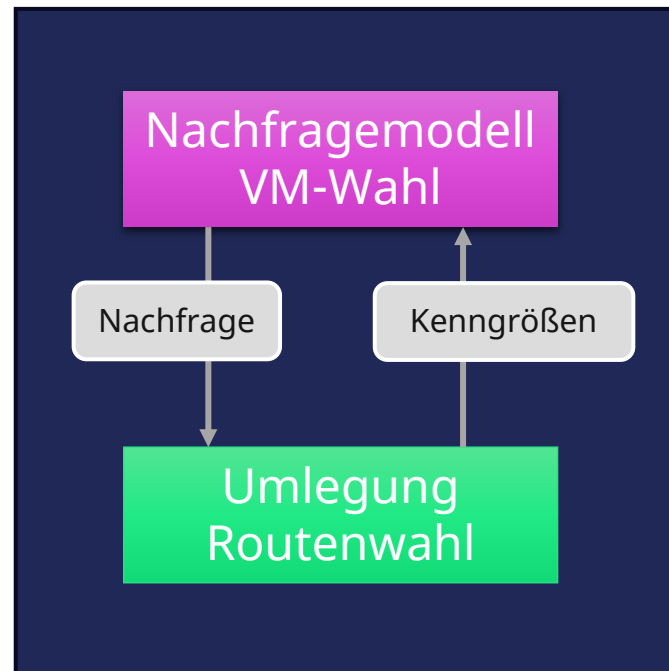 Nachfragemodell
VM-Wahl
Nachfrage
Kenngrößen
Umlegung
Routenwahl